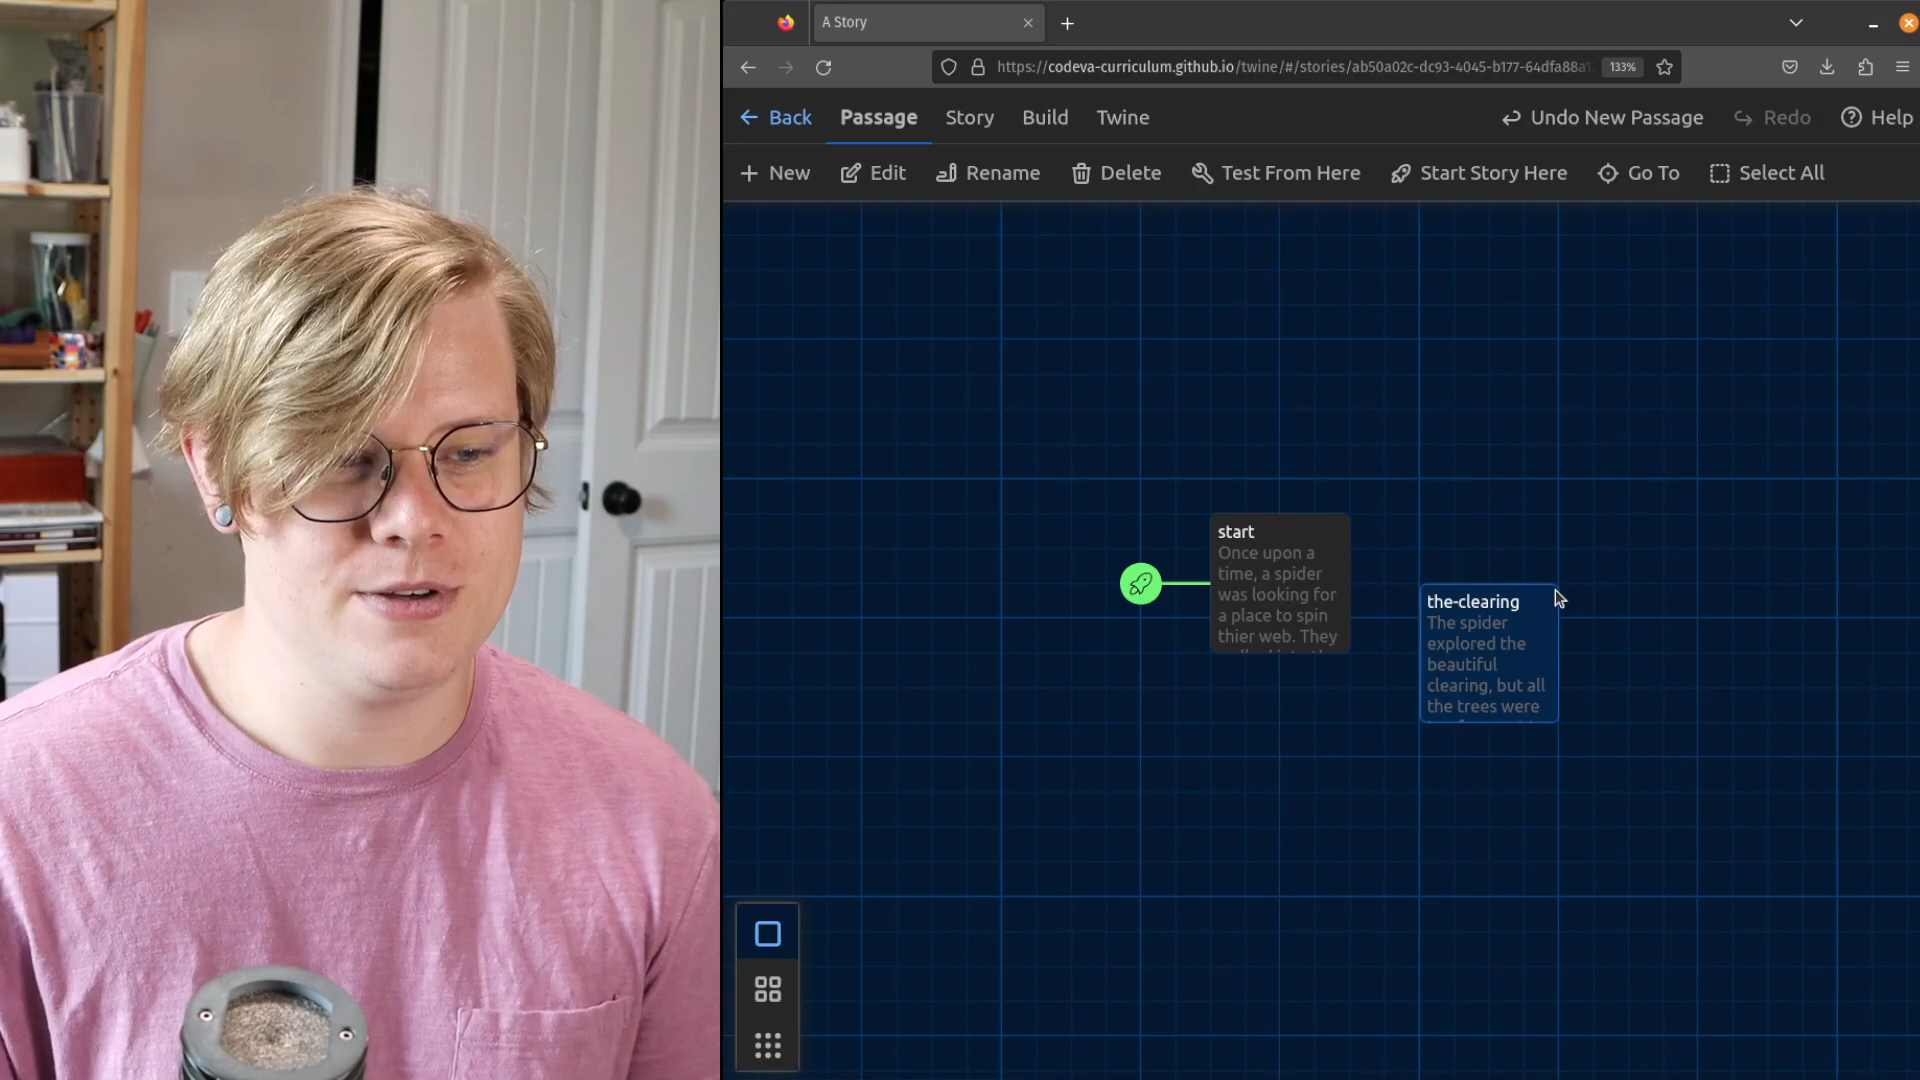 A Story
https://codeva-curriculum.github.io/twine/#/stories/ab50a02c-dc93-4045-b177-64dfa88a1
133%
Back
Passage
Story
Build
Twine
Undo New Passage
Redo
Help
New
Edit
Rename
Delete
Test From Here
Start Story Here
Go To
Select All
start
Once upon a
time, a spider
was looking for
a place to spin
thier web. They
the-clearing
The spider
explored the
beautiful
clearing, but all
the trees were